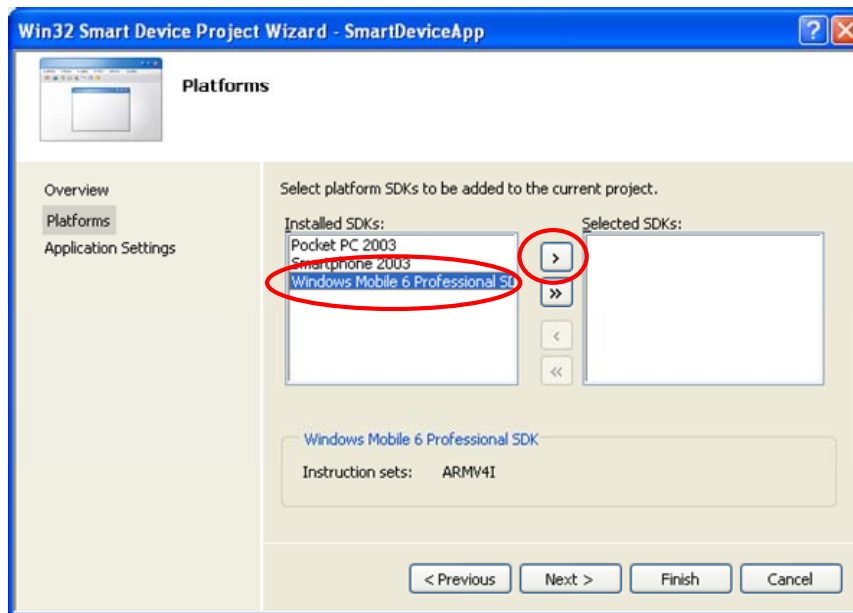 Win32 Smart Device Project Wizard - SmartDeviceApp
Platforms
Overview
Platforms
Application Settings
Select platform SDKs to be added to the current project.
Installed SDKs:
Selected SDKs:
Pocket PC 2003
Smartphone 2003
Windows Mobile 6 Professional SD
>
>>
<
<<
Windows Mobile 6 Professional SDK
Instruction sets: ARMV4I
< Previous
Next >
Finish
Cancel